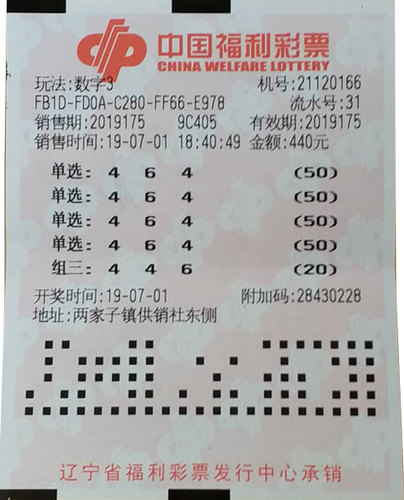 中国福利彩票
CHINA WELFARE LOTTERY
玩法:数字3 机号:21120166
FB1D-FD0A-C280-FF66-E978 流水号:31
销售期:2019175 9C405 有效期:2019175
销售时间:19-07-01 18:40:49 金额:440元
单选: 4 6 4 (50)
单选: 4 6 4 (50)
单选: 4 6 4 (50)
单选: 4 6 4 (50)
组三: 4 4 6 (20)
开奖时间:19-07-01 附加码:28430228
地址:两家子镇供销社东侧
辽宁省福利彩票发行中心承销